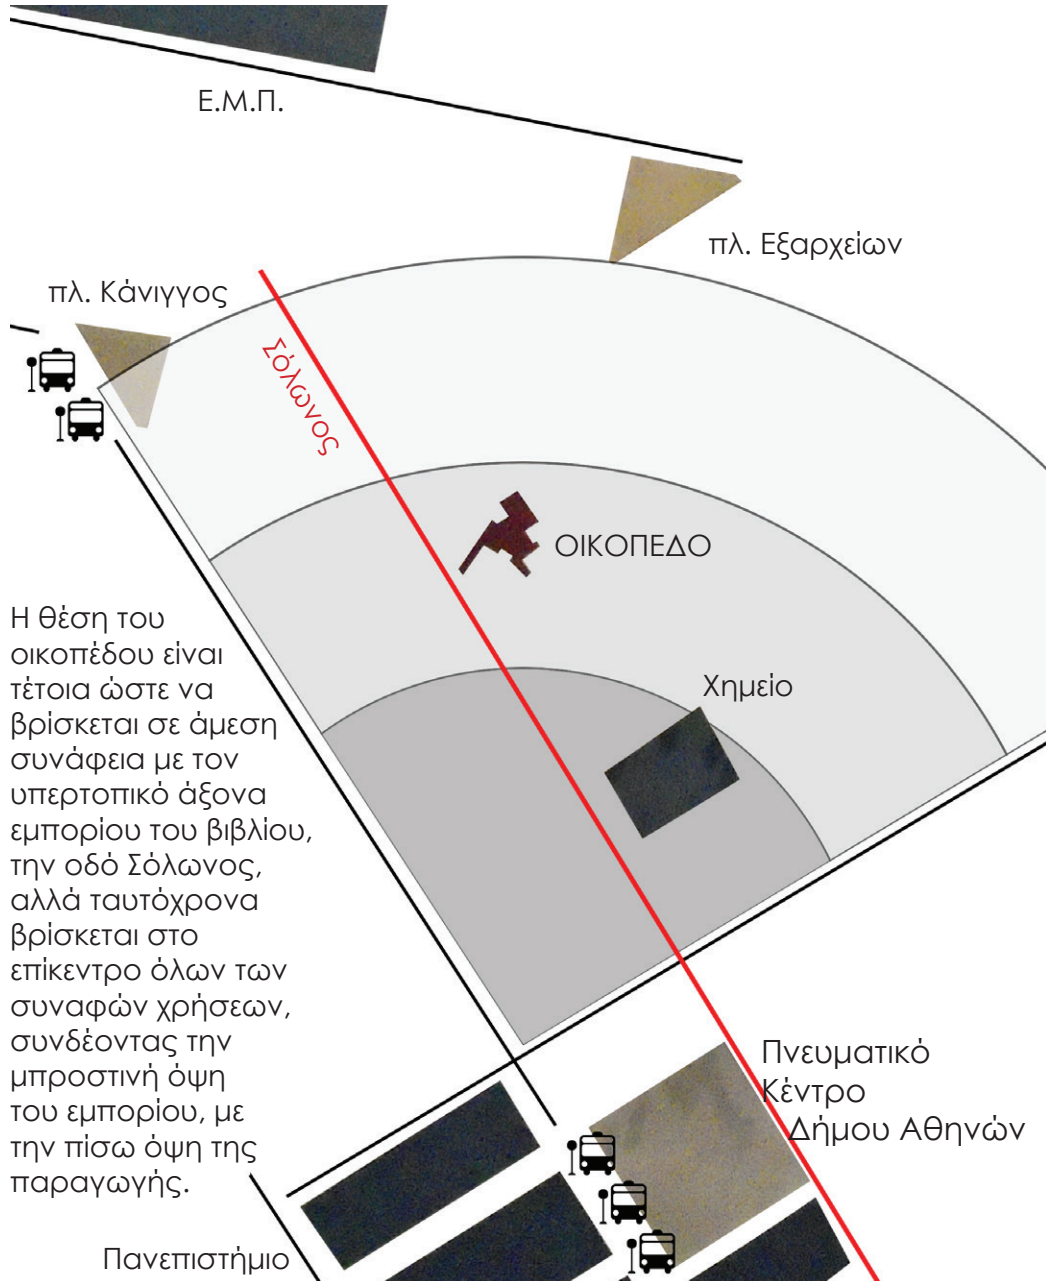 Ε.Μ.Π.
πλ. Εξαρχείων
πλ. Κάνιγγος
Σόλωνος
ΟΙΚΟΠΕΔΟ
Η θέση του
οικοπέδου είναι
τέτοια ώστε να
βρίσκεται σε άμεση
συνάφεια με τον
υπερτοπικό άξονα
εμπορίου του βιβλίου,
την οδό Σόλωνος,
αλλά ταυτόχρονα
βρίσκεται στο
επίκεντρο όλων των
συναφών χρήσεων,
συνδέοντας την
μπροστινή όψη
του εμπορίου, με
την πίσω όψη της
παραγωγής.
Χημείο
Πνευματικό
Κέντρο
Δήμου Αθηνών
Πανεπιστήμιο